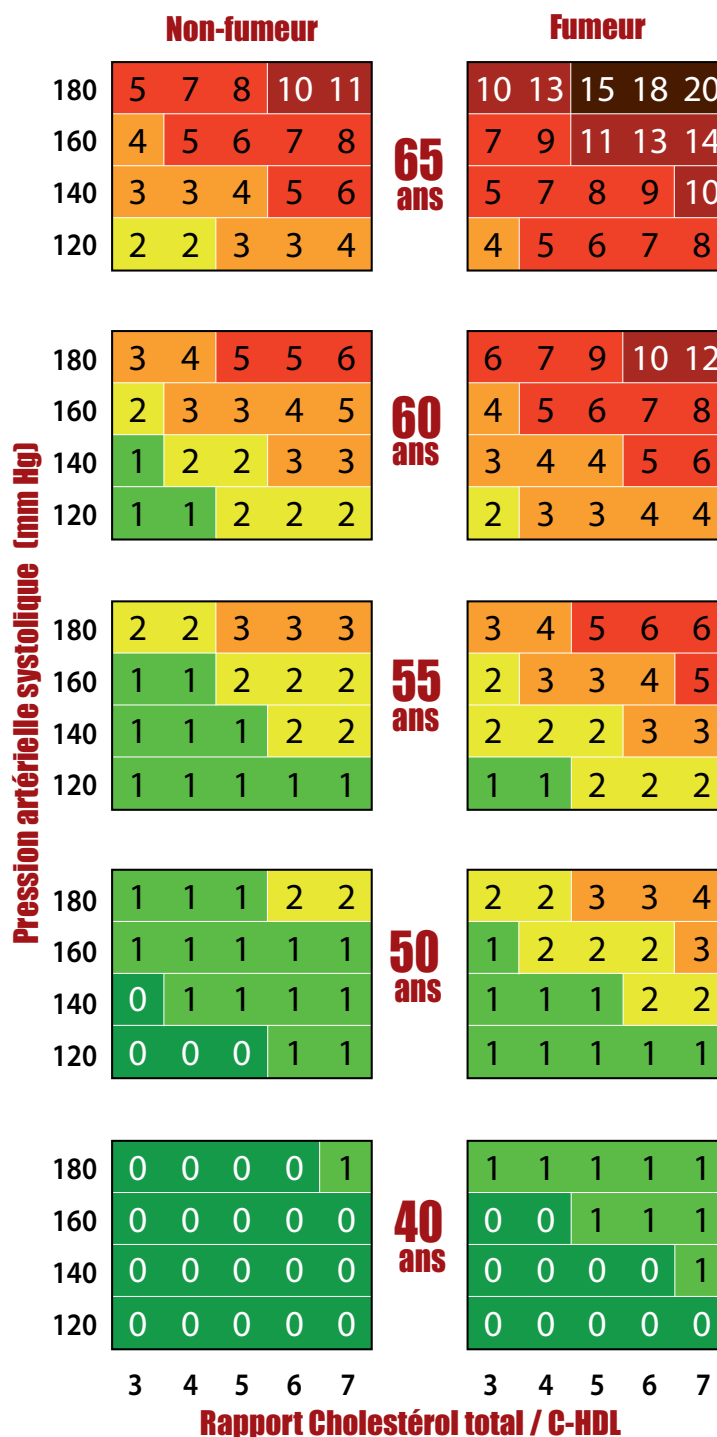 Non-fumeur Fumeur
180 5 7 8 10 11 10 13 15 18 20
160 4 5 6 7 8 7 9 11 13 14
65
ans
140 3 3 4 5 6 5 7 8 9 10
120 2 2 3 3 4 4 5 6 7 8
180 3 4 5 5 6 6 7 9 10 12
160 2 3 3 4 5 4 5 6 7 8
60
ans
140 1 2 2 3 3 3 4 4 5 6
120 1 1 2 2 2 2 3 3 4 4
Pression artérielle systolique (mm Hg)
180 2 2 3 3 3 3 4 5 6 6
160 1 1 2 2 2 2 3 3 4 5
55
ans
140 1 1 1 2 2 2 2 2 3 3
120 1 1 1 1 1 1 1 2 2 2
180 1 1 1 2 2 2 2 3 3 4
160 1 1 1 1 1 1 2 2 2 3
50
ans
140 0 1 1 1 1 1 1 1 2 2
120 0 0 0 1 1 1 1 1 1 1
180 0 0 0 0 1 1 1 1 1 1
160 0 0 0 0 0 0 0 1 1 1
40
ans
140 0 0 0 0 0 0 0 0 0 1
120 0 0 0 0 0 0 0 0 0 0
3 4 5 6 7 3 4 5 6 7
Rapport Cholestérol total / C-HDL